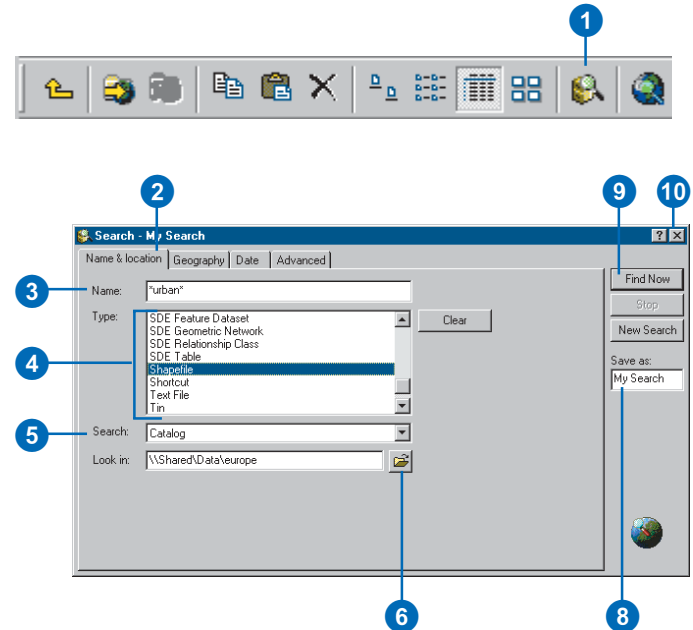 1
2
9
10
Search - My Search
Name & location Geography Date Advanced
3
Name: *urban*
Find Now
Type:
SDE Feature Dataset
SDE Geometric Network
SDE Relationship Class
SDE Table
Shapefile
Shortcut
Text File
Tin
Clear
Stop
New Search
4
Save as:
My Search
5
Search: Catalog
Look in: \\Shared\Data\europe
6
8